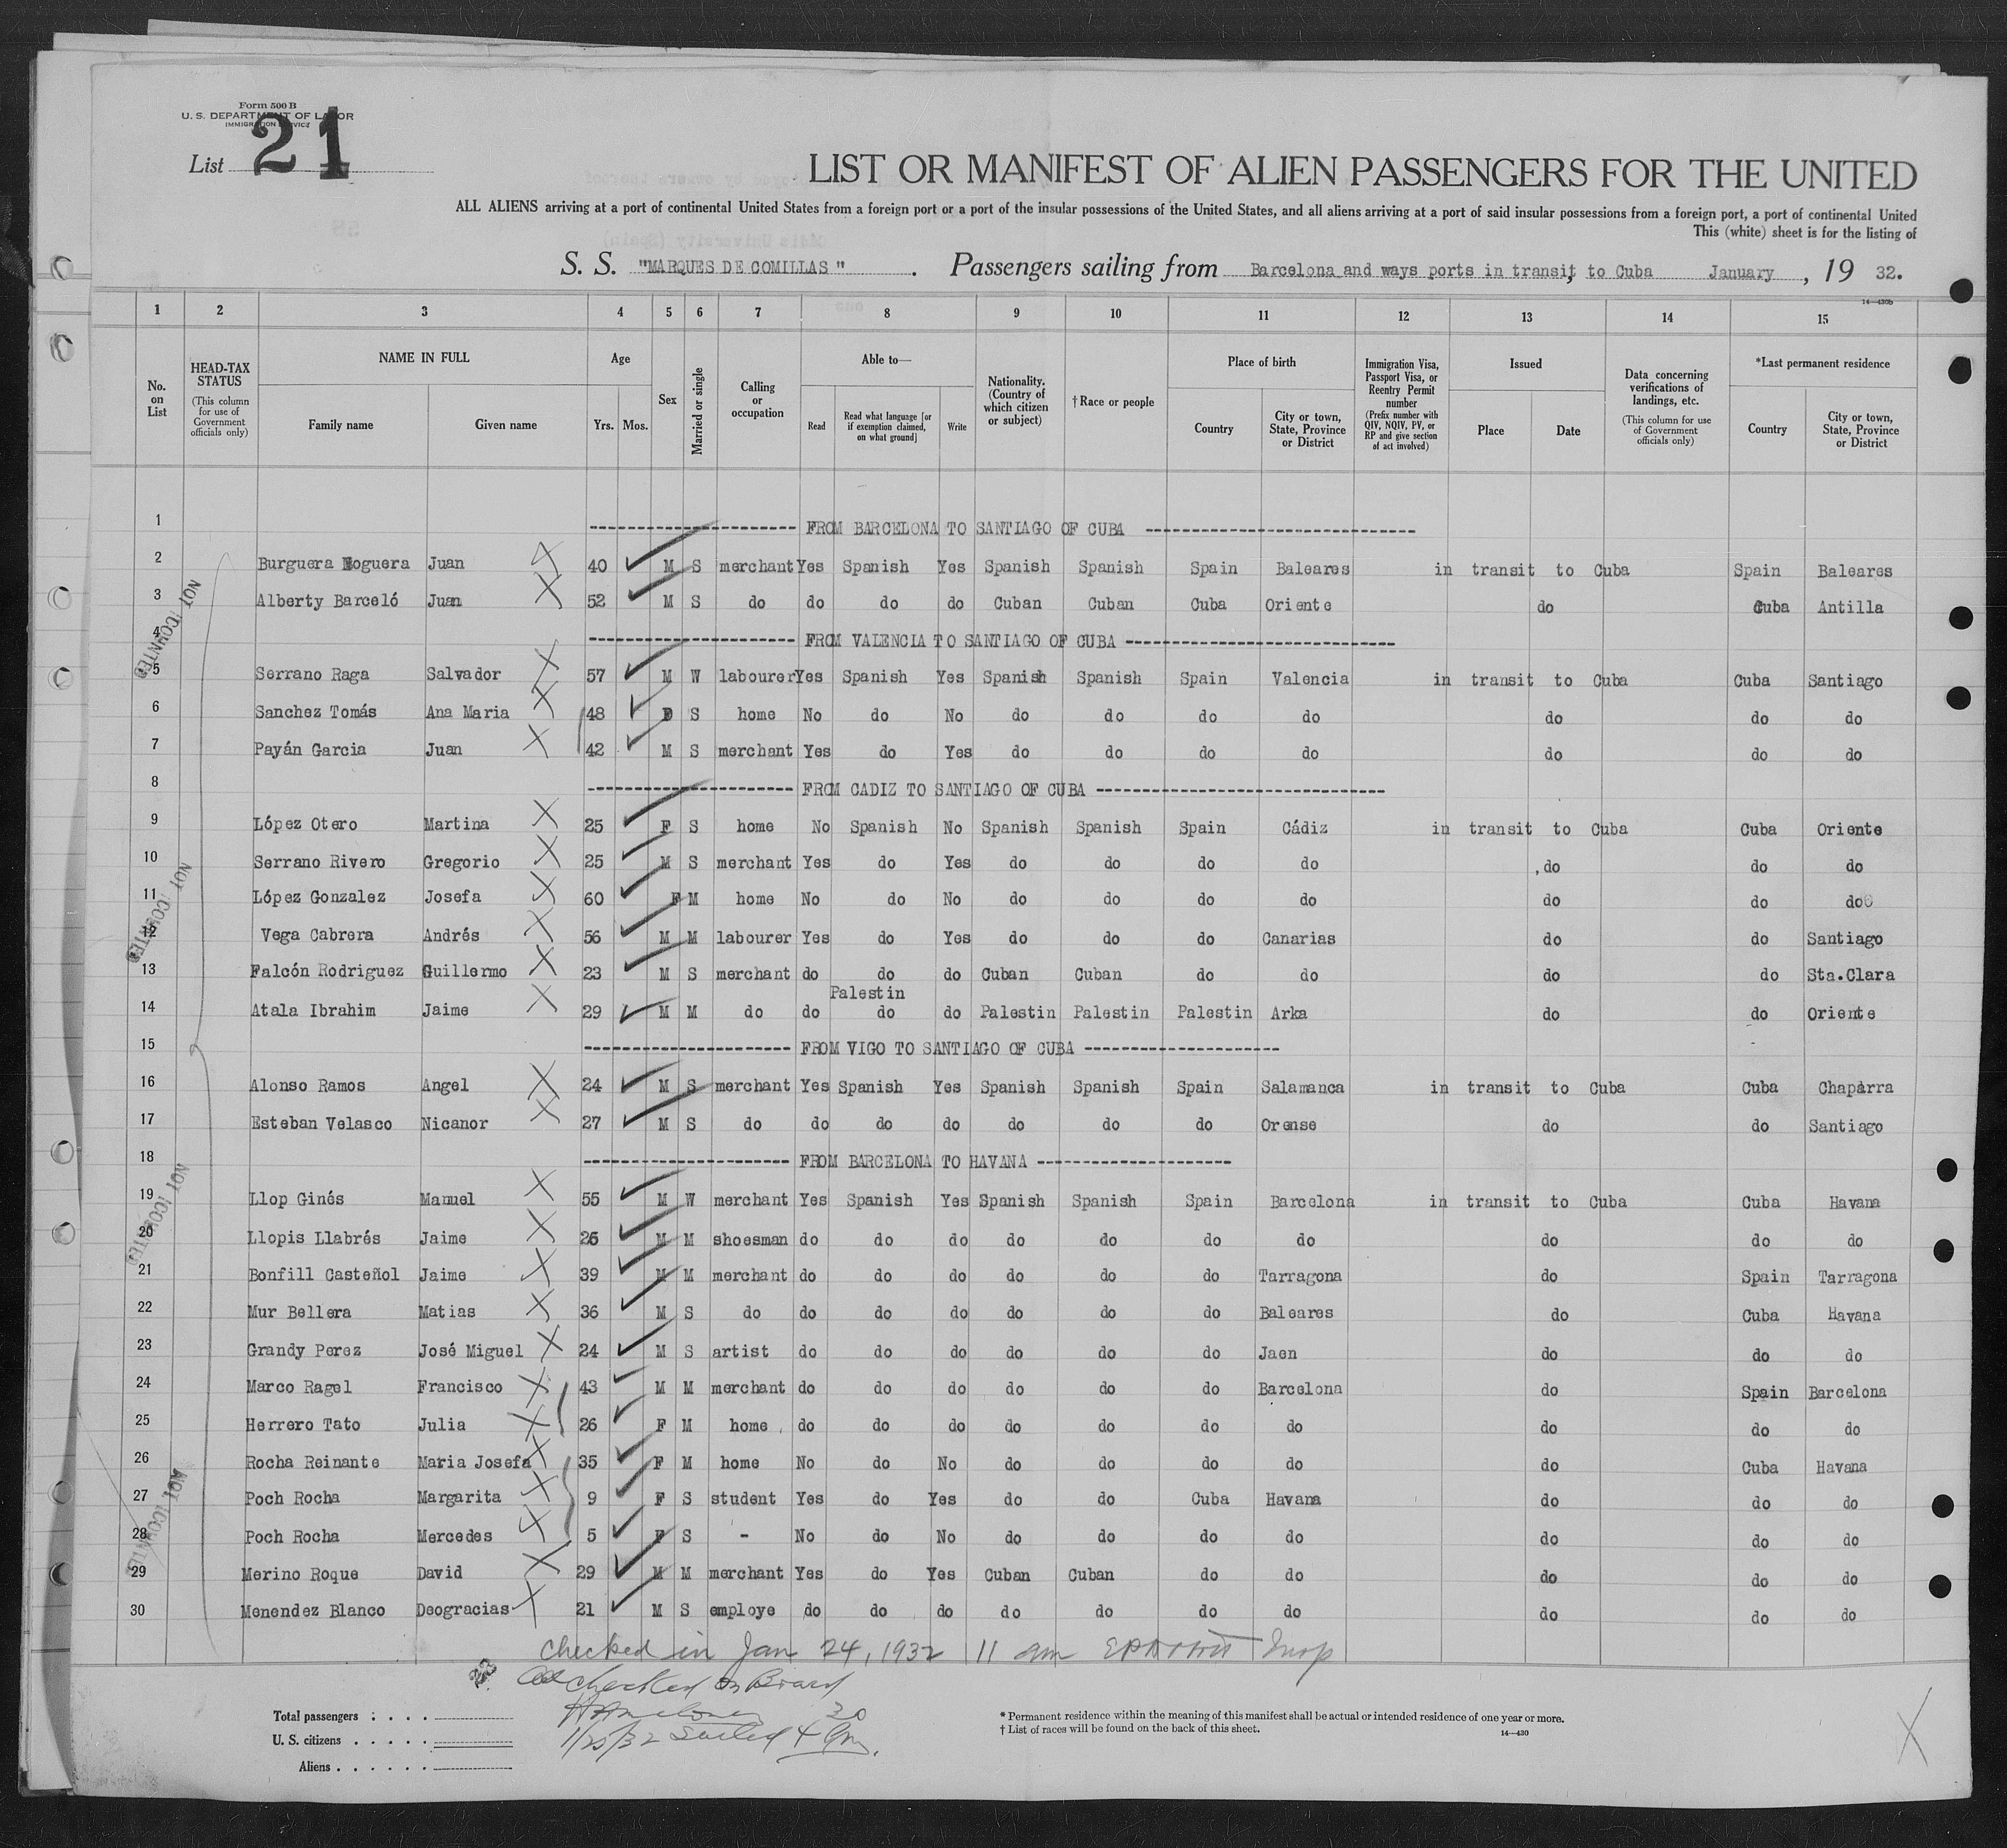 Form 500 B
U. S. DEPARTMENT OF LABOR
IMMIGRATION SERVICE
List 21
LIST OR MANIFEST OF ALIEN PASSENGERS FOR THE UNITED
ALL ALIENS arriving at a port of continental United States from a foreign port or a port of the insular possessions of the United States, and all aliens arriving at a port of said insular possessions from a foreign port, a port of continental United
This (white) sheet is for the listing of
S. S. "MARQUES DE COMILLAS". Passengers sailing from Barcelona and ways ports in transit, to Cuba January, 19 32.
14—430b
1 2 3 4 5 6 7 8 9 10 11 12 13 14 15
No. on List
HEAD-TAX STATUS (This column for use of Government officials only)
NAME IN FULL Family name Given name
Age Yrs. Mos.
Sex
Married or single
Calling or occupation
Able to— Read Read what language [or if exemption claimed, on what ground] Write
Nationality. (Country of which citizen or subject)
†Race or people
Place of birth Country City or town, State, Province or District
Immigration Visa, Passport Visa, or Reentry Permit number (Prefix number with QIV, NQIV, PV, or RP and give section of act involved)
Issued Place Date
Data concerning verifications of landings, etc. (This column for use of Government officials only)
*Last permanent residence Country City or town, State, Province or District
1 FROM BARCELONA TO SANTIAGO OF CUBA
2 Burguera Noguera Juan 40 M S merchant Yes Spanish Yes Spanish Spanish Spain Baleares in transit to Cuba Spain Baleares
3 Alberty Barceló Juan 52 M S do do do do Cuban Cuban Cuba Oriente do Cuba Antilla
4 FROM VALENCIA TO SANTIAGO OF CUBA
5 Serrano Raga Salvador 57 M W labourer Yes Spanish Yes Spanish Spanish Spain Valencia in transit to Cuba Cuba Santiago
6 Sanchez Tomás Ana Maria 48 S home No do No do do do do do do do
7 Payán Garcia Juan 42 M S merchant Yes do Yes do do do do do do do
8 FROM CADIZ TO SANTIAGO OF CUBA
9 López Otero Martina 25 F S home No Spanish No Spanish Spanish Spain Cádiz in transit to Cuba Cuba Oriente
10 Serrano Rivero Gregorio 25 M S merchant Yes do Yes do do do do do do do
11 López Gonzalez Josefa 60 F M home No do No do do do do do do do
12 Vega Cabrera Andrés 56 M M labourer Yes do Yes do do do Canarias do do Santiago
13 Falcón Rodriguez Guillermo 23 M S merchant do do do Cuban Cuban do do do do Sta.Clara
Palestin
14 Atala Ibrahim Jaime 29 M M do do do do Palestin Palestin Palestin Arka do do Oriente
15 FROM VIGO TO SANTIAGO OF CUBA
16 Alonso Ramos Angel 24 M S merchant Yes Spanish Yes Spanish Spanish Spain Salamanca in transit to Cuba Cuba Chaparra
17 Esteban Velasco Nicanor 27 M S do do do do do do do Orense do do Santiago
18 FROM BARCELONA TO HAVANA
19 Llop Ginés Manuel 55 M W merchant Yes Spanish Yes Spanish Spanish Spain Barcelona in transit to Cuba Cuba Havana
20 Llopis Llabrés Jaime 26 M M shoesman do do do do do do do do do do
21 Bonfill Casteñol Jaime 39 M M merchant do do do do do do Tarragona do Spain Tarragona
22 Mur Bellera Matias 36 M S do do do do do do do Baleares do Cuba Havana
23 Grandy Perez José Miguel 24 M S artist do do do do do do Jaen do do do
24 Marco Ragel Francisco 43 M M merchant do do do do do do Barcelona do Spain Barcelona
25 Herrero Tato Julia 26 F M home do do do do do do do do do do
26 Rocha Reinante Maria Josefa 35 F M home No do No do do do do do Cuba Havana
27 Poch Rocha Margarita 9 F S student Yes do Yes do do Cuba Havana do do do
28 Poch Rocha Mercedes 5 F S - No do No do do do do do do do
29 Merino Roque David 29 M M merchant Yes do Yes Cuban Cuban do do do do do
30 Menendez Blanco Deogracias 21 M S employe do do do do do do do do do do
NOT COUNTED
NOT COUNTED
NOT COUNTED
NOT COUNTED
checked in Jan 24, 1932 11 am Insp
checked on Board
1/25/32 Sailed 4 am.
Total passengers
U. S. citizens
Aliens
* Permanent residence within the meaning of this manifest shall be actual or intended residence of one year or more.
† List of races will be found on the back of this sheet.
14—430